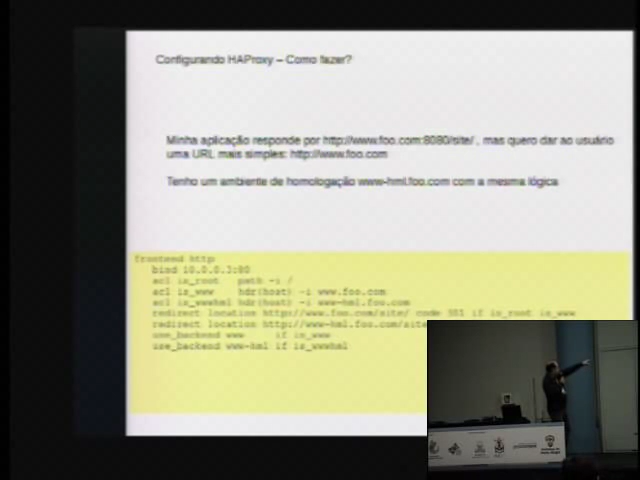 Configurando HAProxy – Como fazer?
Minha aplicação responde por http://www.foo.com:8080/site/ , mas quero dar ao usuário
uma URL mais simples: http://www.foo.com
Tenho um ambiente de homologação www-hml.foo.com com a mesma lógica
frontend http
bind 10.0.0.3:80
acl is_root path -i /
acl is_www hdr(host) -i www.foo.com
acl is_wwwhml hdr(host) -i www-hml.foo.com
redirect location http://www.foo.com/site/ code 301 if is_root is_www
redirect location http://www-hml.foo.com/site
use_backend www if is_www
use_backend www-hml if is_wwwhml